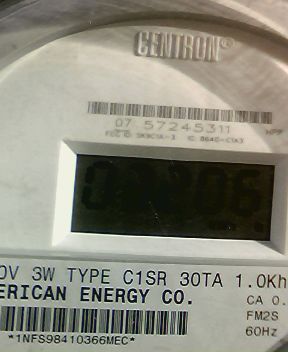 CENTRON®
07 57245311
0V 3W TYPE C1SR 30TA 1.0Kh
ERICAN ENERGY CO.
CA 0.
FM2S
60Hz
*1NFS98410366MEC*